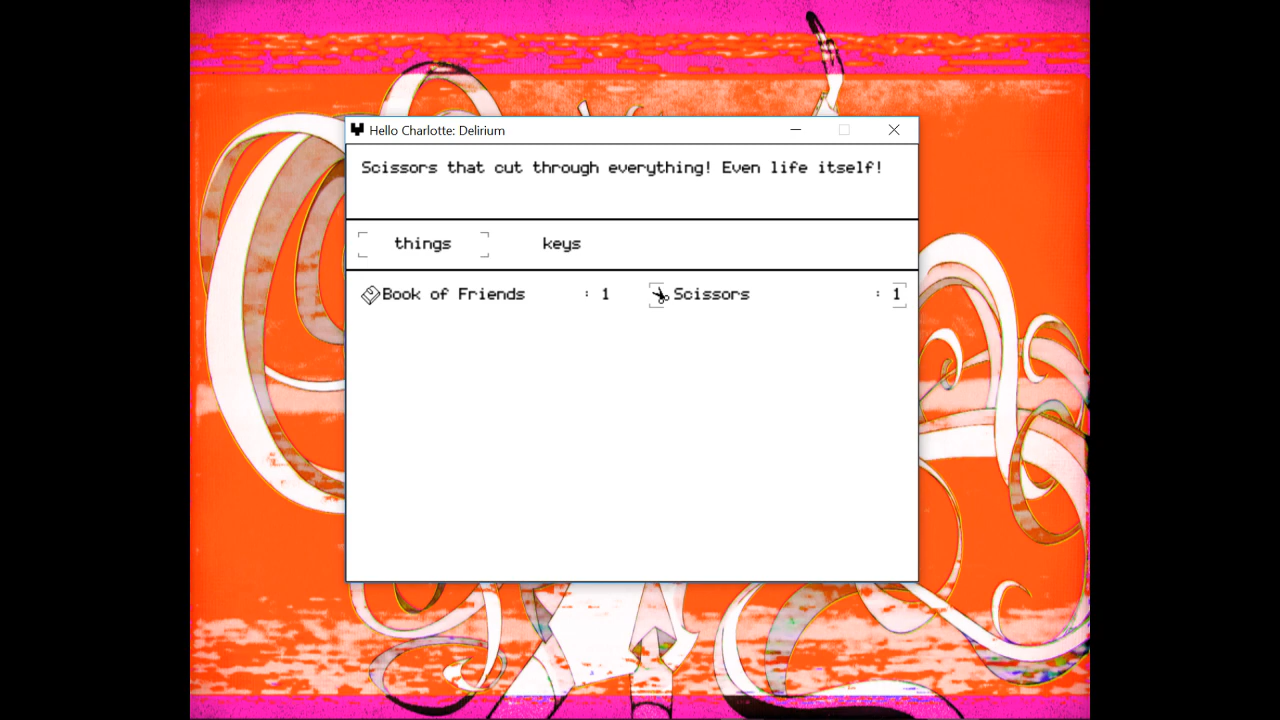 Hello Charlotte: Delirium
Scissors that cut through everything! Even life itself!
things keys
Book of Friends : 1 Scissors : 1